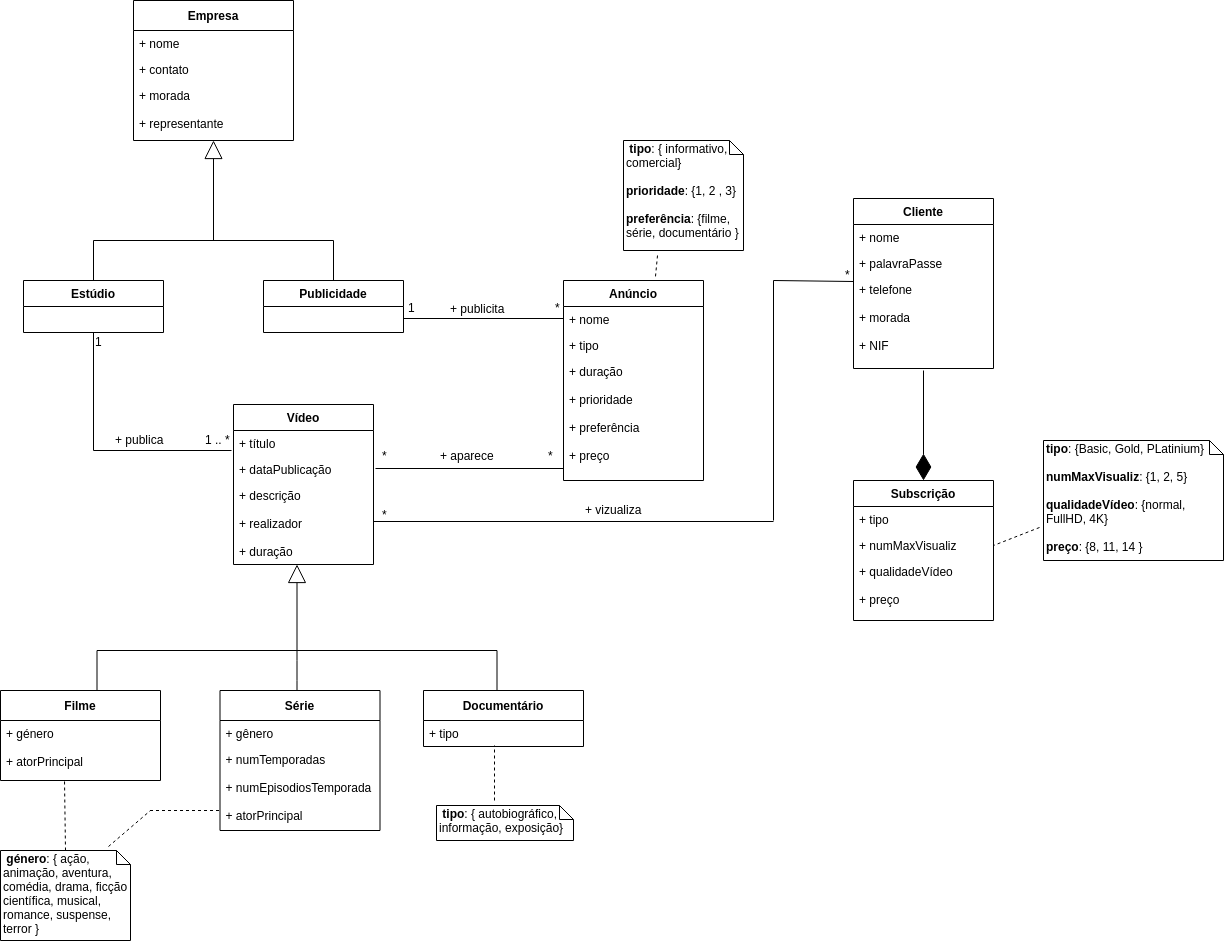 Empresa
+ nome
+ contato
+ morada
+ representante
tipo: { informativo,
comercial}
prioridade: {1, 2 , 3}
preferência: {filme,
série, documentário }
Cliente
+ nome
+ palavraPasse
+ telefone
+ morada
+ NIF
*
Estúdio
1
Publicidade
1
+ publicita
*
Anúncio
+ nome
+ tipo
+ duração
+ prioridade
+ preferência
+ preço
+ publica
1 .. *
Vídeo
+ título
+ dataPublicação
+ descrição
+ realizador
+ duração
*
+ aparece
*
*
+ vizualiza
Subscrição
+ tipo
+ numMaxVisualiz
+ qualidadeVídeo
+ preço
tipo: {Basic, Gold, PLatinium}
numMaxVisualiz: {1, 2, 5}
qualidadeVídeo: {normal,
FullHD, 4K}
preço: {8, 11, 14 }
Filme
+ género
+ atorPrincipal
Série
+ gênero
+ numTemporadas
+ numEpisodiosTemporada
+ atorPrincipal
Documentário
+ tipo
tipo: { autobiográfico,
informação, exposição}
género: { ação,
animação, aventura,
comédia, drama, ficção
científica, musical,
romance, suspense,
terror }